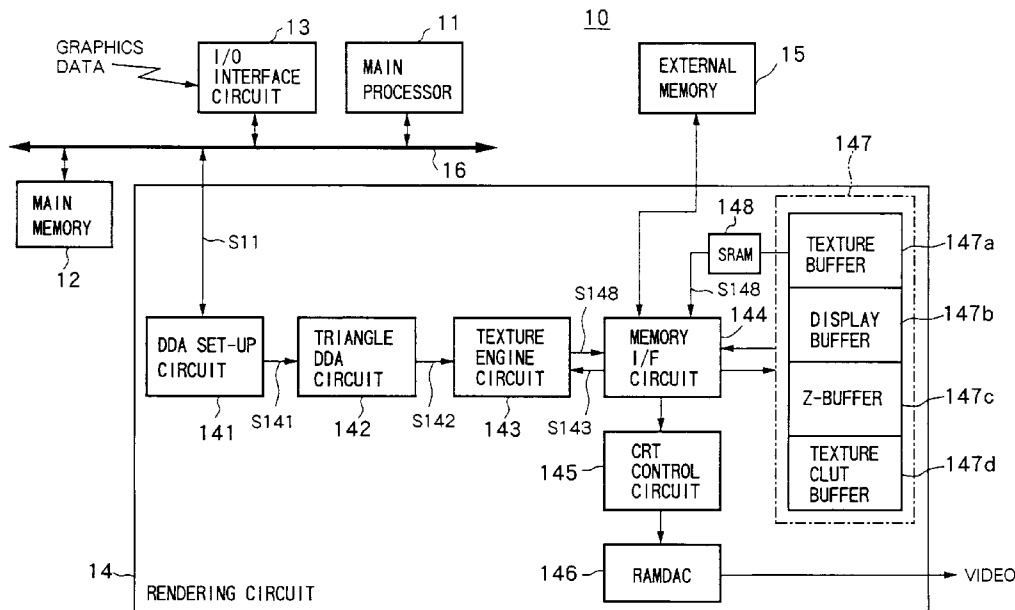 10
13
11
GRAPHICS
DATA
I/O
INTERFACE
CIRCUIT
MAIN
PROCESSOR
EXTERNAL
MEMORY
15
16
147
MAIN
MEMORY
12
S11
148
SRAM
S148
TEXTURE
BUFFER
147a
DISPLAY
BUFFER
147b
Z-BUFFER
147c
TEXTURE
CLUT
BUFFER
147d
DDA SET-UP
CIRCUIT
141
S141
TRIANGLE
DDA CIRCUIT
142
S142
TEXTURE
ENGINE
CIRCUIT
143
S148
S143
MEMORY
I/F
CIRCUIT
144
145
CRT
CONTROL
CIRCUIT
146
RAMDAC
VIDEO
14
RENDERING CIRCUIT